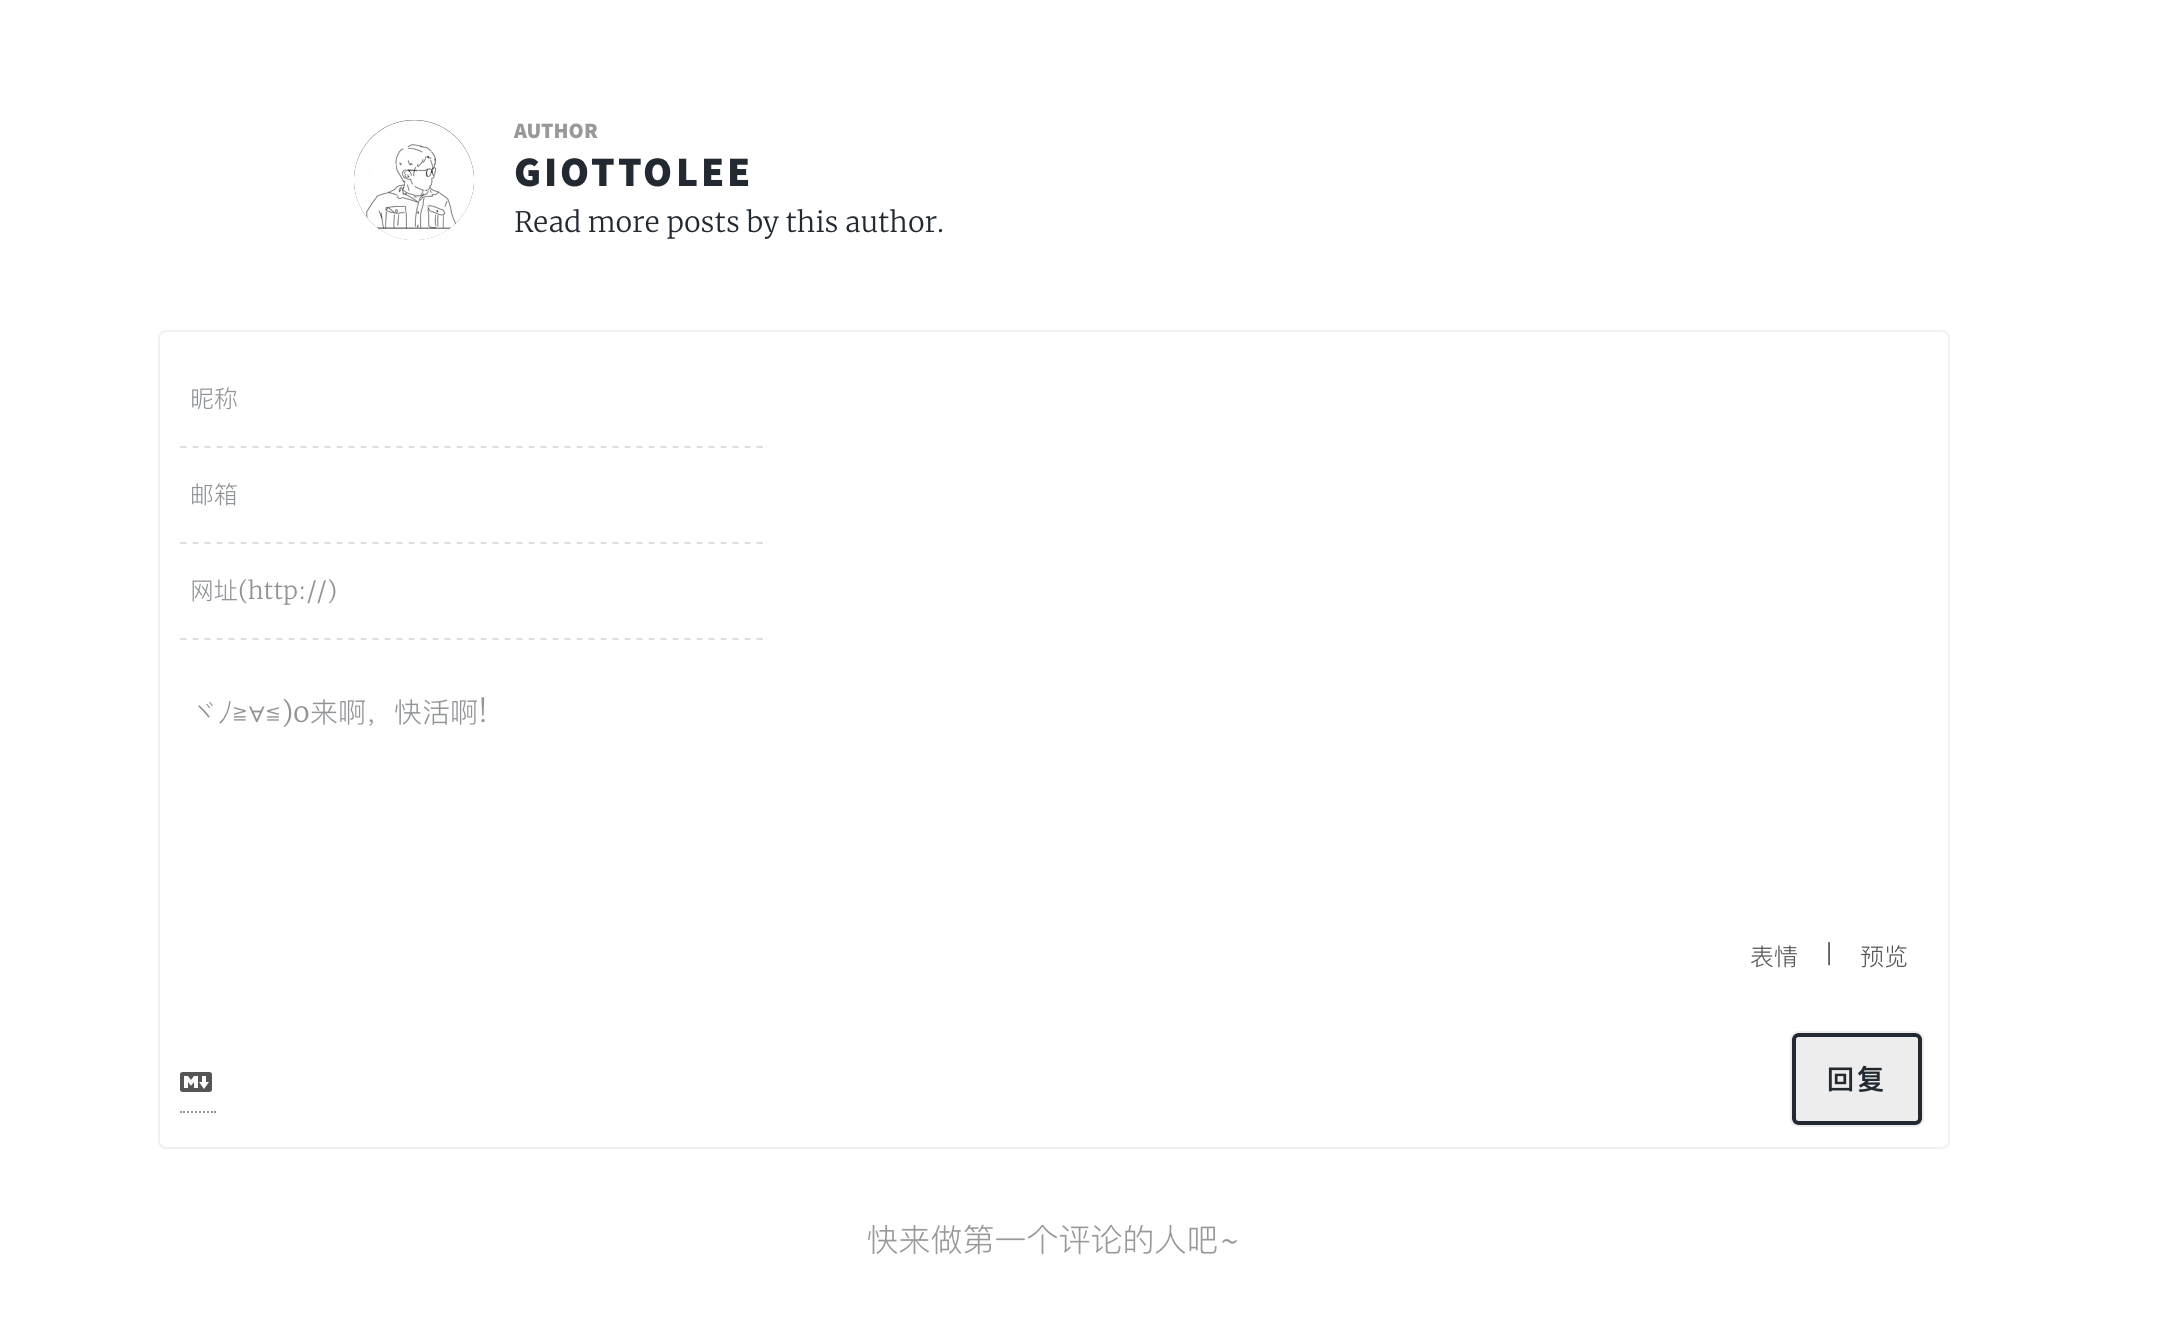 AUTHOR
GIOTTOLEE
Read more posts by this author.
昵称
邮箱
网址(http://)
ヾﾉ≧∀≦)o来啊，快活啊!
表情 | 预览
M↓
回复
快来做第一个评论的人吧~